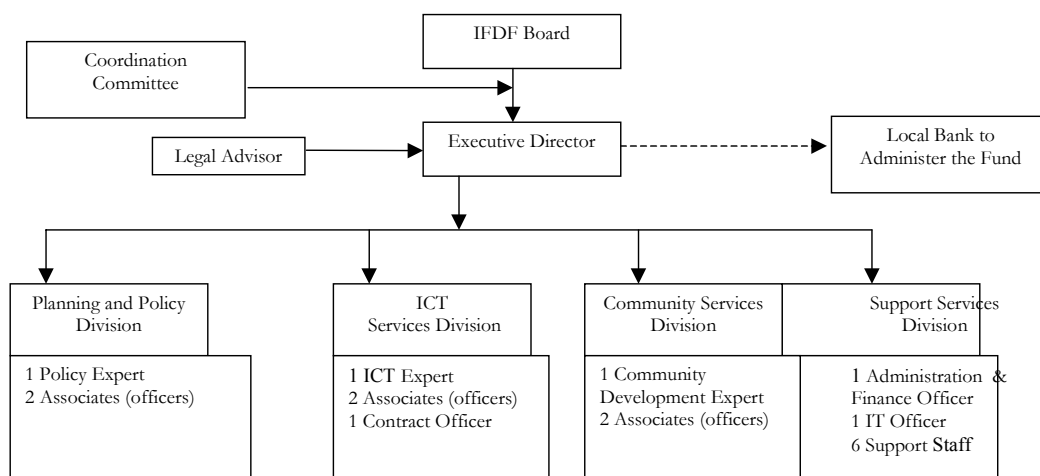 IFDF Board
Coordination
Committee
Legal Advisor
Executive Director
Local Bank to
Administer the Fund
Planning and Policy
Division
1 Policy Expert
2 Associates (officers)
ICT
Services Division
1 ICT Expert
2 Associates (officers)
1 Contract Officer
Community Services
Division
1 Community
Development Expert
2 Associates (officers)
Support Services
Division
1 Administration &
Finance Officer
1 IT Officer
6 Support Staff